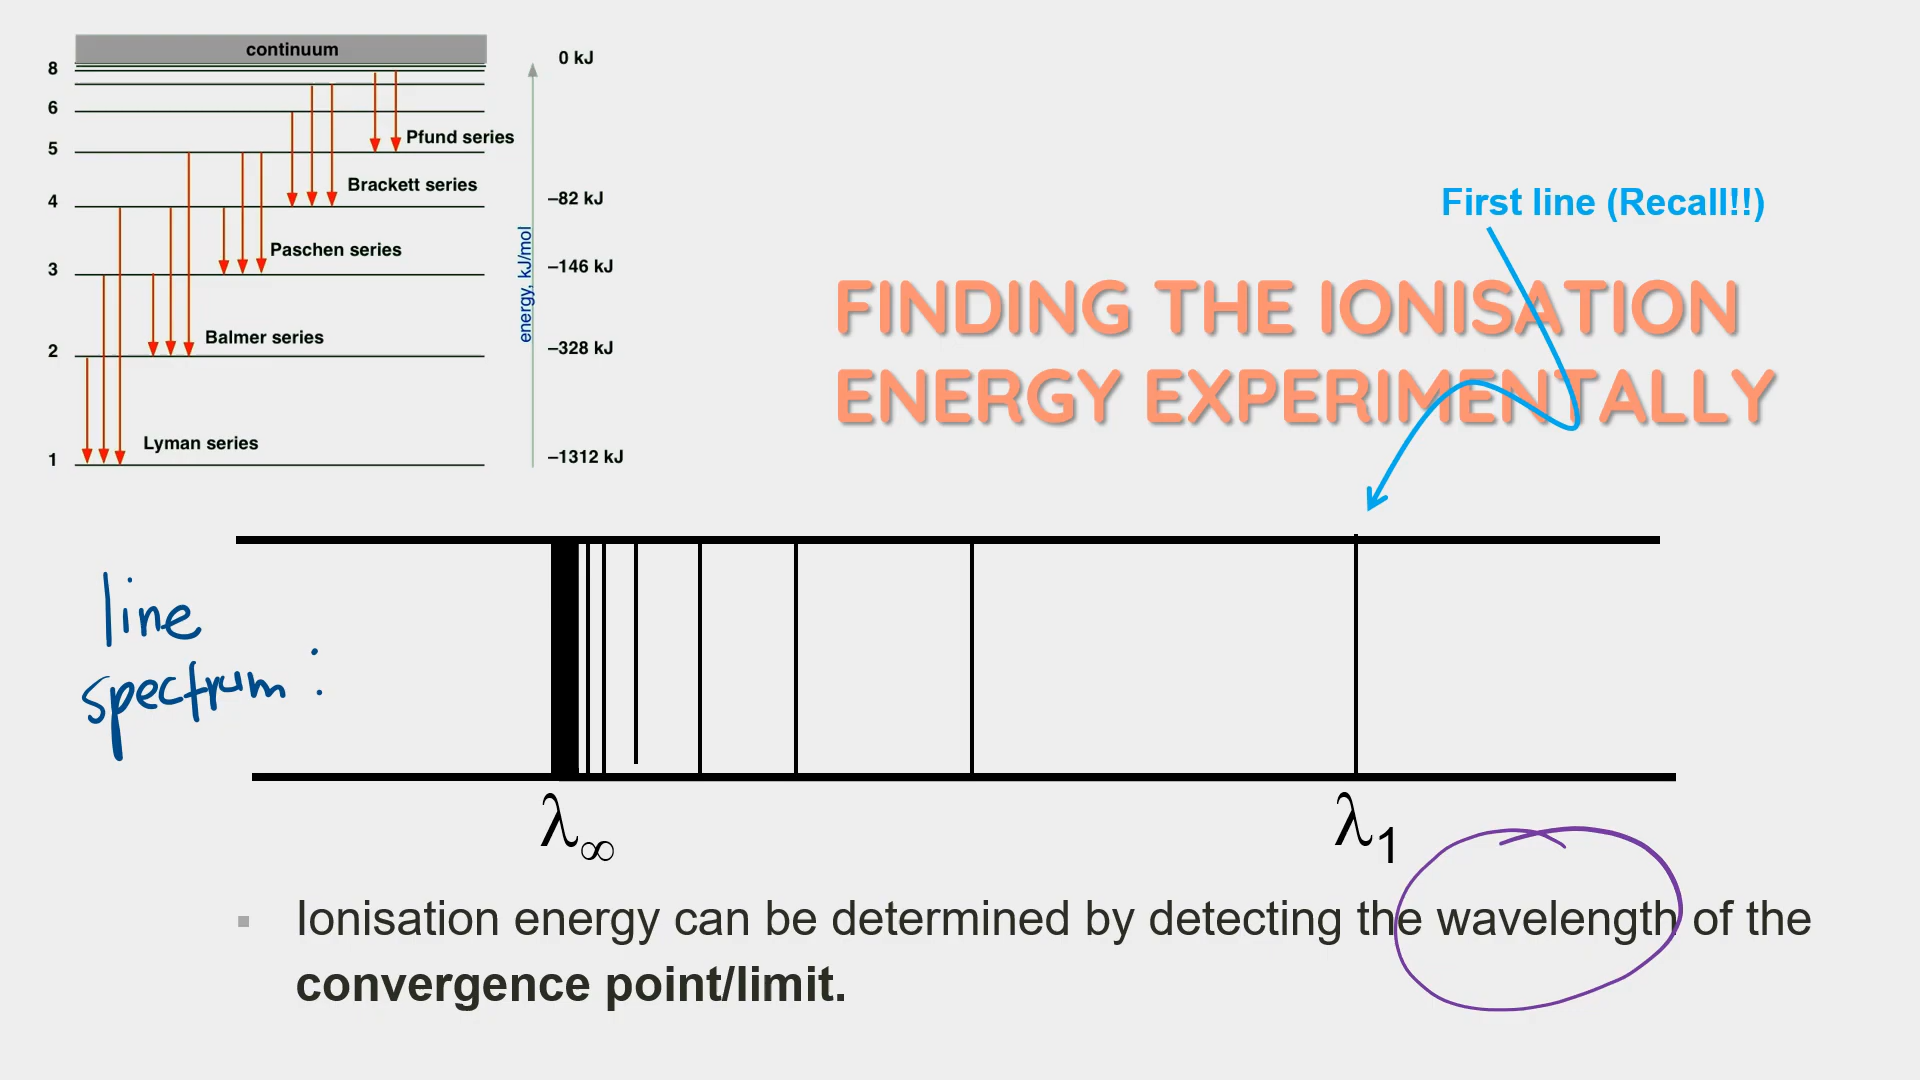 continuum
0 kJ
8
6
Pfund series
5
Brackett series
4
–82 kJ
Paschen series
3
–146 kJ
energy, kJ/mol
Balmer series
2
–328 kJ
Lyman series
1
–1312 kJ
First line (Recall!!)
FINDING THE IONISATION
ENERGY EXPERIMENTALLY
line
spectrum :
λ∞
λ1
Ionisation energy can be determined by detecting the wavelength of the
convergence point/limit.